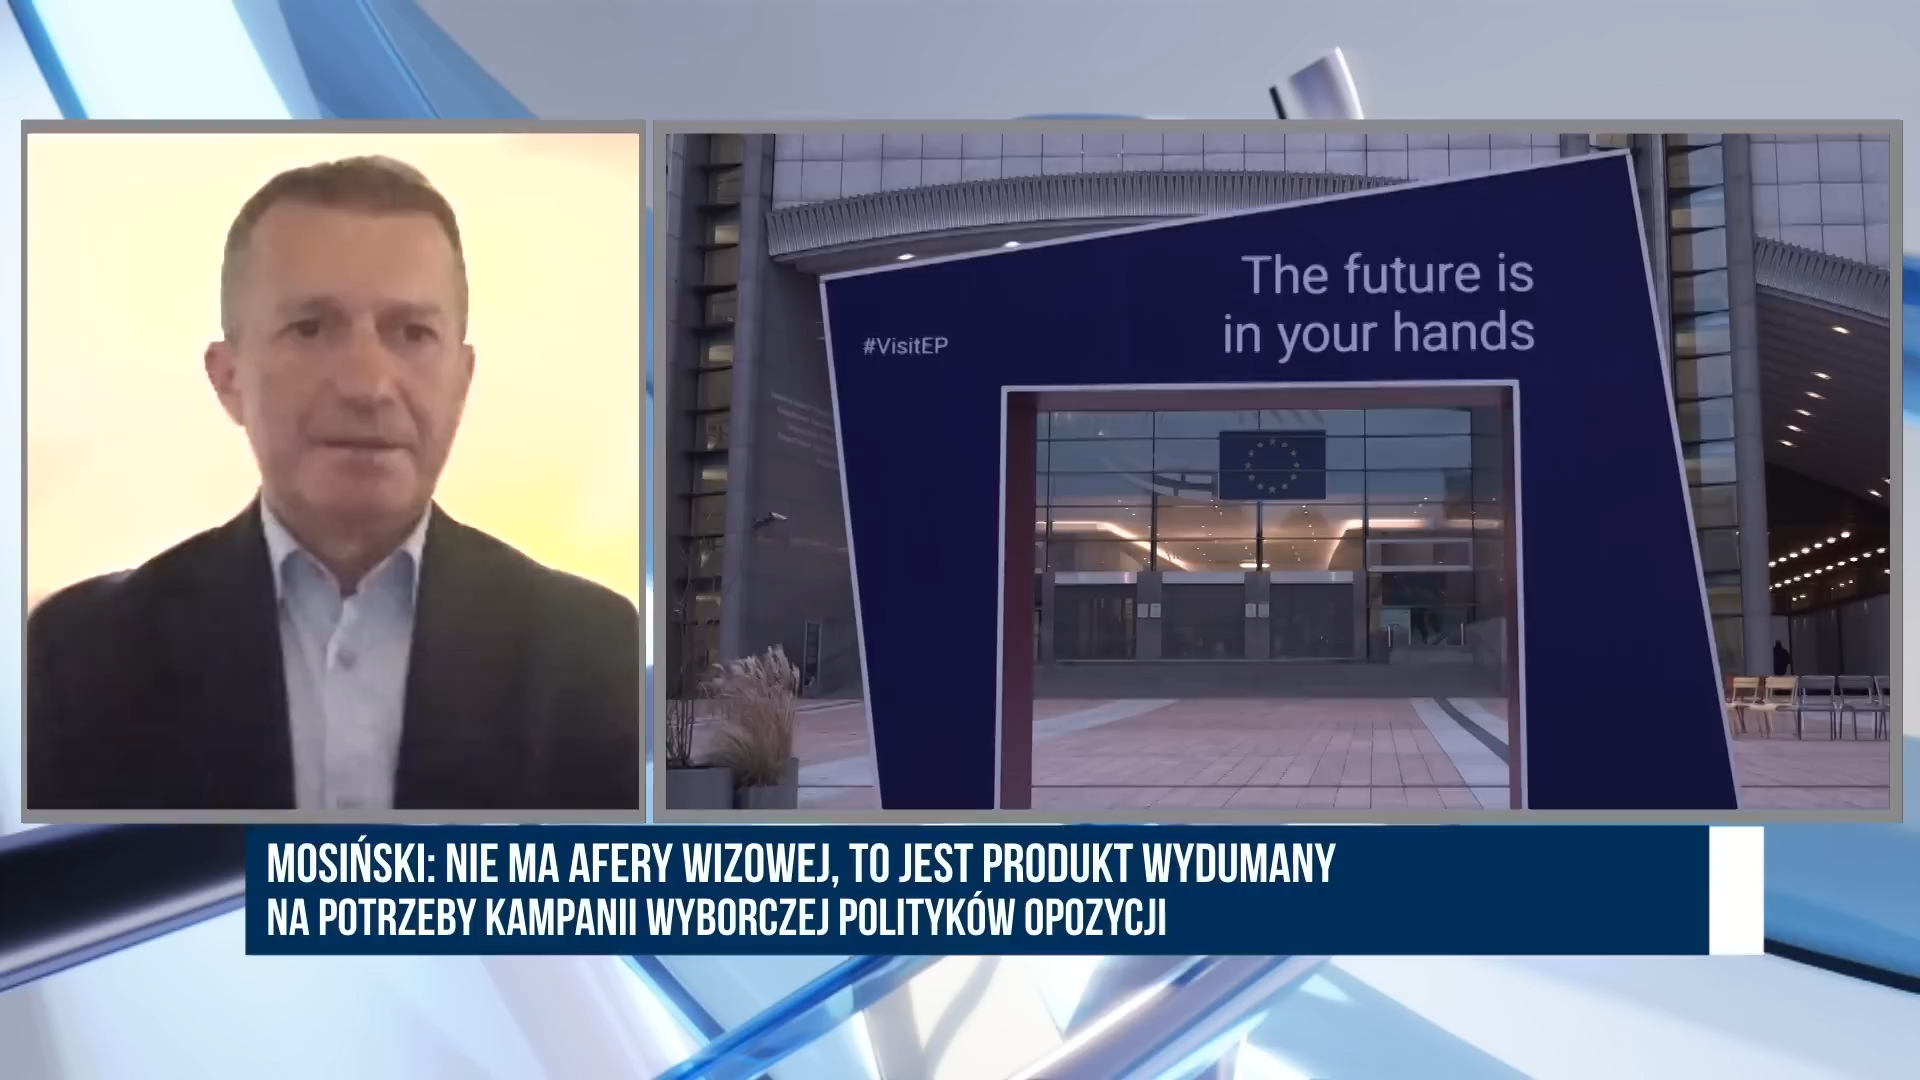 The future is
in your hands
#VisitEP
MOSIŃSKI: NIE MA AFERY WIZOWEJ, TO JEST PRODUKT WYDUMANY
NA POTRZEBY KAMPANII WYBORCZEJ POLITYKÓW OPOZYCJI